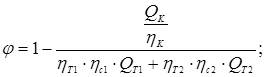 φ = 1 − (Q_K / η_K) / (η_T1 · η_c1 · Q_T1 + η_T2 · η_c2 · Q_T2);